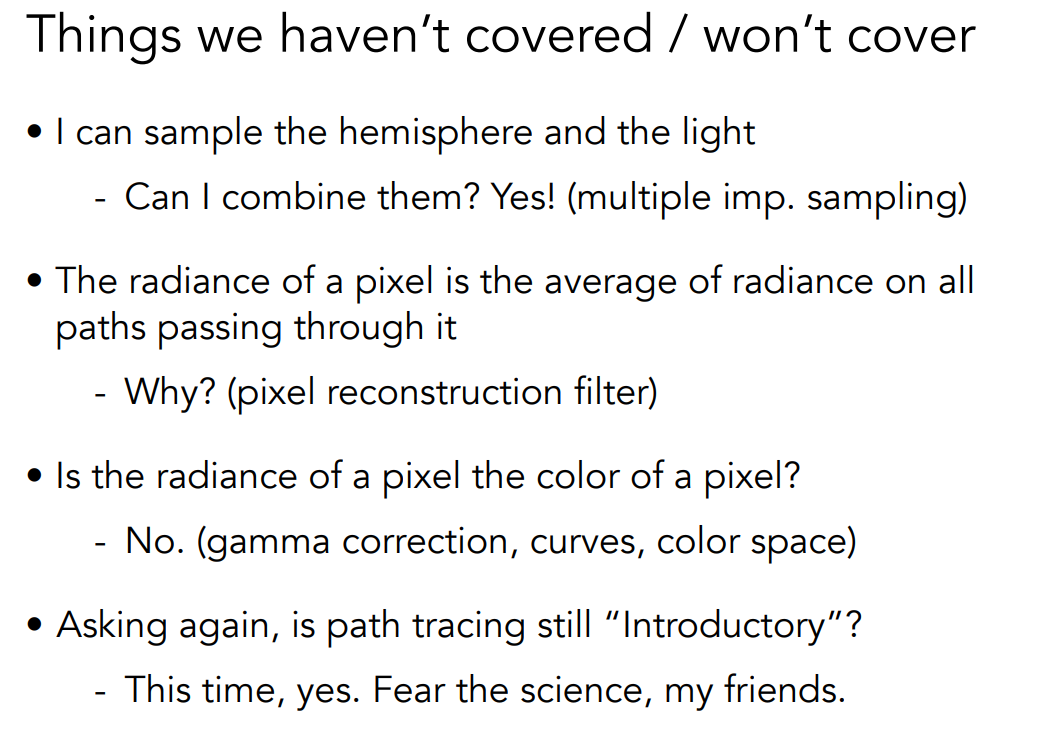 Things we haven’t covered / won’t cover
• I can sample the hemisphere and the light
- Can I combine them? Yes! (multiple imp. sampling)
• The radiance of a pixel is the average of radiance on all
paths passing through it
- Why? (pixel reconstruction filter)
• Is the radiance of a pixel the color of a pixel?
- No. (gamma correction, curves, color space)
• Asking again, is path tracing still “Introductory”?
- This time, yes. Fear the science, my friends.